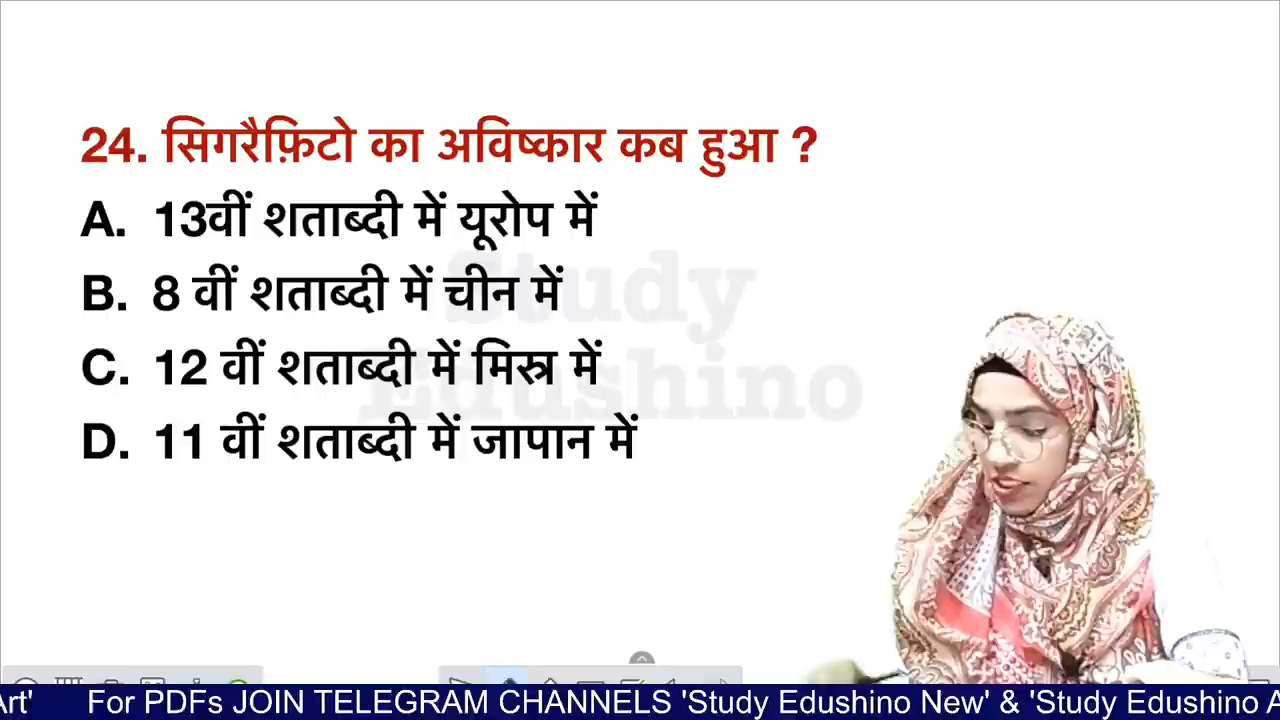 24. सिगरैफ़िटो का अविष्कार कब हुआ ?
A. 13वीं शताब्दी में यूरोप में
B. 8 वीं शताब्दी में चीन में
C. 12 वीं शताब्दी में मिस्र में
D. 11 वीं शताब्दी में जापान में
Study
Edushino
Art' For PDFs JOIN TELEGRAM CHANNELS 'Study Edushino New' & 'Study Edushino A